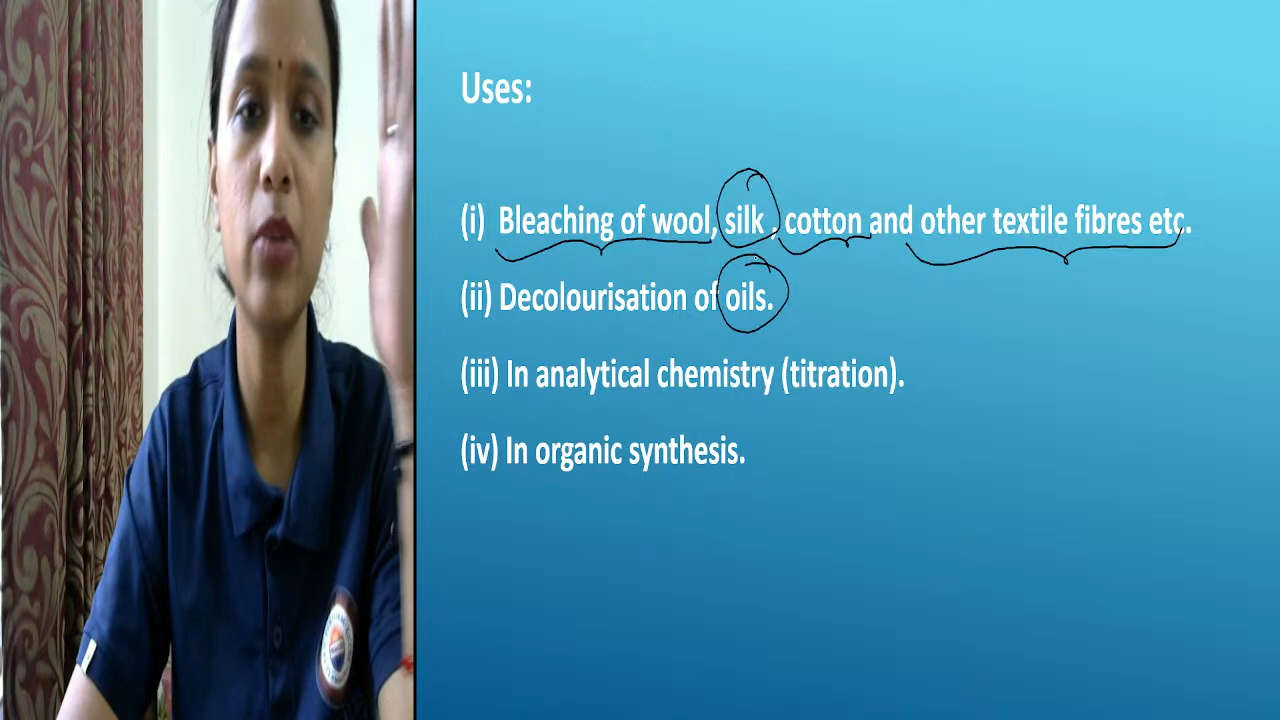 Uses:
(i) Bleaching of wool, silk , cotton and other textile fibres etc.
(ii) Decolourisation of oils.
(iii) In analytical chemistry (titration).
(iv) In organic synthesis.